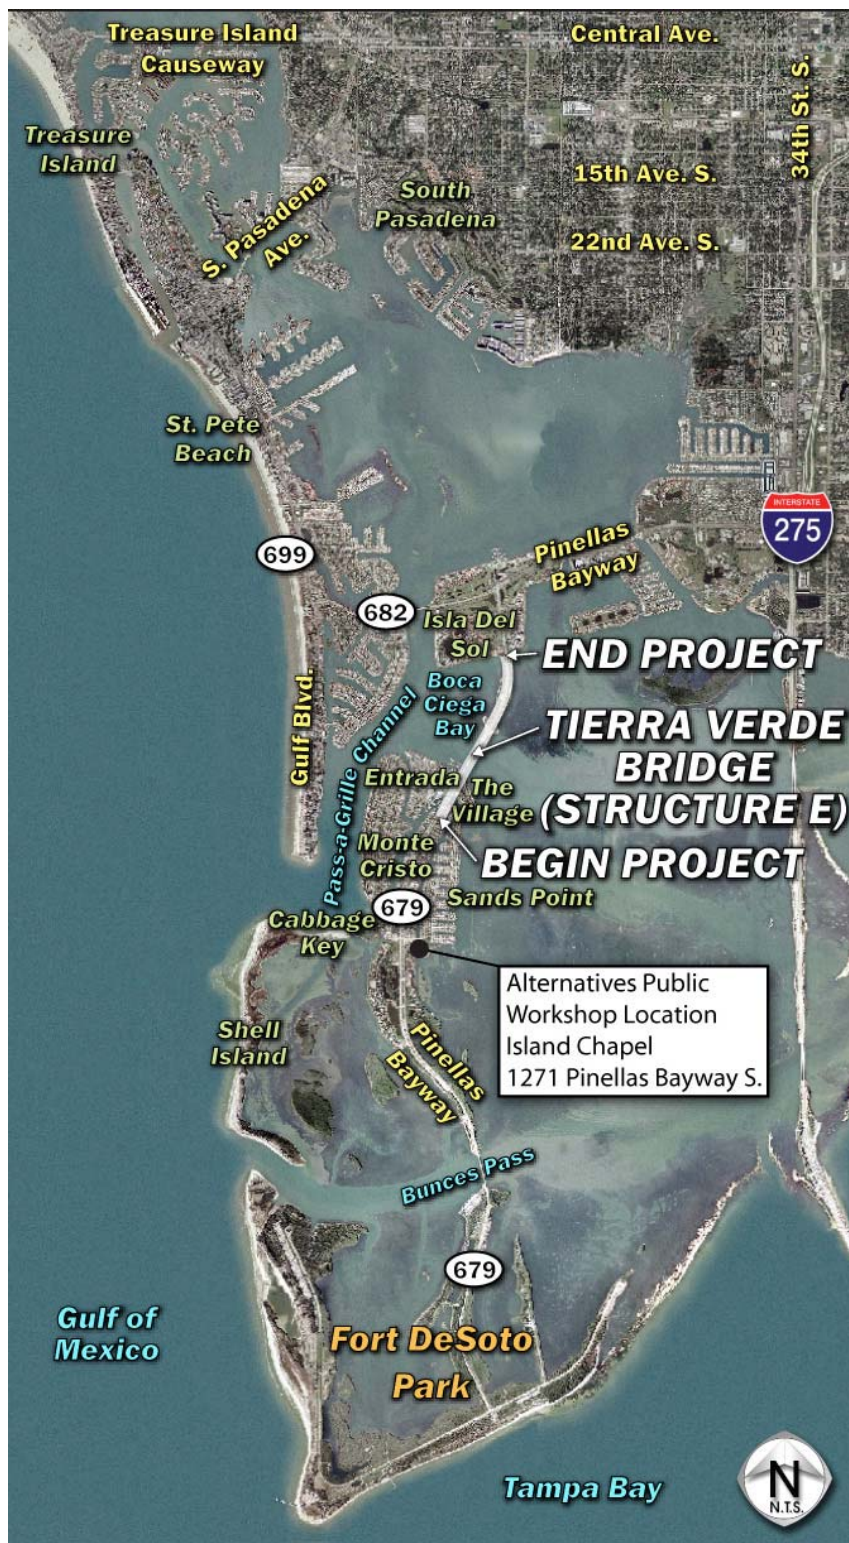 Treasure Island
Causeway
Central Ave.
34th St. S.
Treasure
Island
15th Ave. S.
South
Pasadena
S. Pasadena
Ave.
22nd Ave. S.
St. Pete
Beach
INTERSTATE
275
Pinellas
Bayway
699
682
Isla Del
Sol
END PROJECT
Boca
Ciega
Bay
Gulf Blvd.
Pass-a-Grille Channel
TIERRA VERDE
BRIDGE
(STRUCTURE E)
Entrada
The
Village
Monte
Cristo
BEGIN PROJECT
679
Sands Point
Cabbage
Key
Alternatives Public
Workshop Location
Island Chapel
1271 Pinellas Bayway S.
Shell
Island
Pinellas
Bayway
Bunces Pass
679
Gulf of
Mexico
Fort DeSoto
Park
Tampa Bay
N
N.T.S.